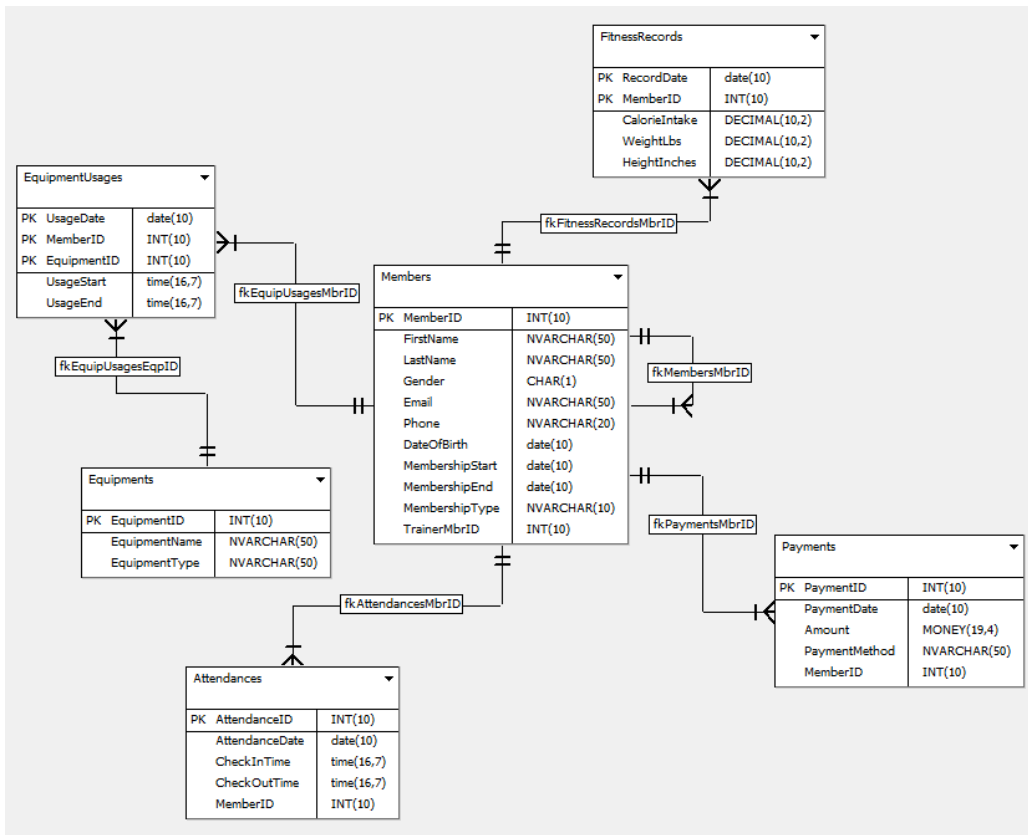 FitnessRecords
PK RecordDate date(10)
PK MemberID INT(10)
CalorieIntake DECIMAL(10,2)
WeightLbs DECIMAL(10,2)
HeightInches DECIMAL(10,2)
fkFitnessRecordsMbrID
EquipmentUsages
PK UsageDate date(10)
PK MemberID INT(10)
PK EquipmentID INT(10)
UsageStart time(16,7)
UsageEnd time(16,7)
fkEquipUsagesMbrID
fkEquipUsagesEqpID
Members
PK MemberID INT(10)
FirstName NVARCHAR(50)
LastName NVARCHAR(50)
Gender CHAR(1)
Email NVARCHAR(50)
Phone NVARCHAR(20)
DateOfBirth date(10)
MembershipStart date(10)
MembershipEnd date(10)
MembershipType NVARCHAR(10)
TrainerMbrID INT(10)
fkMembersMbrID
Equipments
PK EquipmentID INT(10)
EquipmentName NVARCHAR(50)
EquipmentType NVARCHAR(50)
fkPaymentsMbrID
Payments
PK PaymentID INT(10)
PaymentDate date(10)
Amount MONEY(19,4)
PaymentMethod NVARCHAR(50)
MemberID INT(10)
fkAttendancesMbrID
Attendances
PK AttendanceID INT(10)
AttendanceDate date(10)
CheckInTime time(16,7)
CheckOutTime time(16,7)
MemberID INT(10)